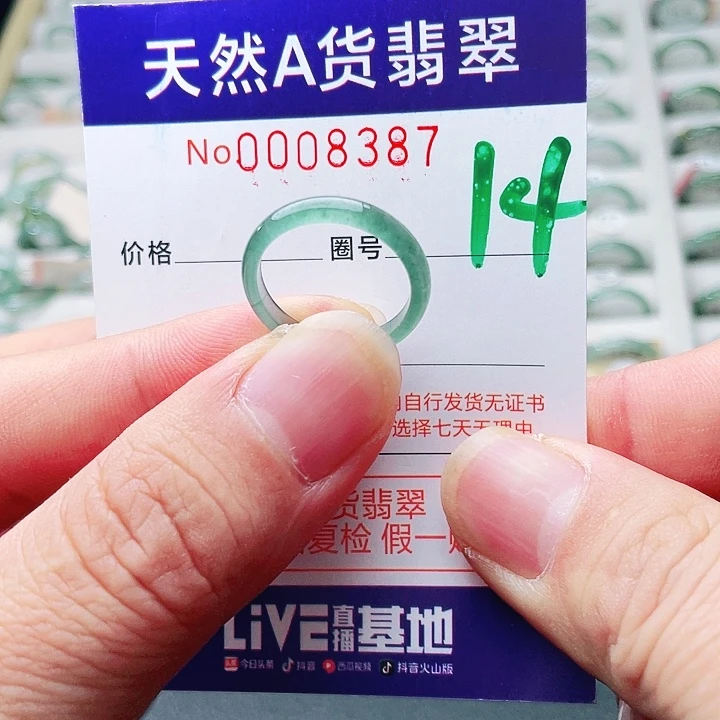 天然A货翡翠
No0008387
14
价格 圈号
自行发货无证书
选择七天无理由
货翡翠
复检 假一
LiVE直播基地
今日头条 抖音 西瓜视频 抖音火山版